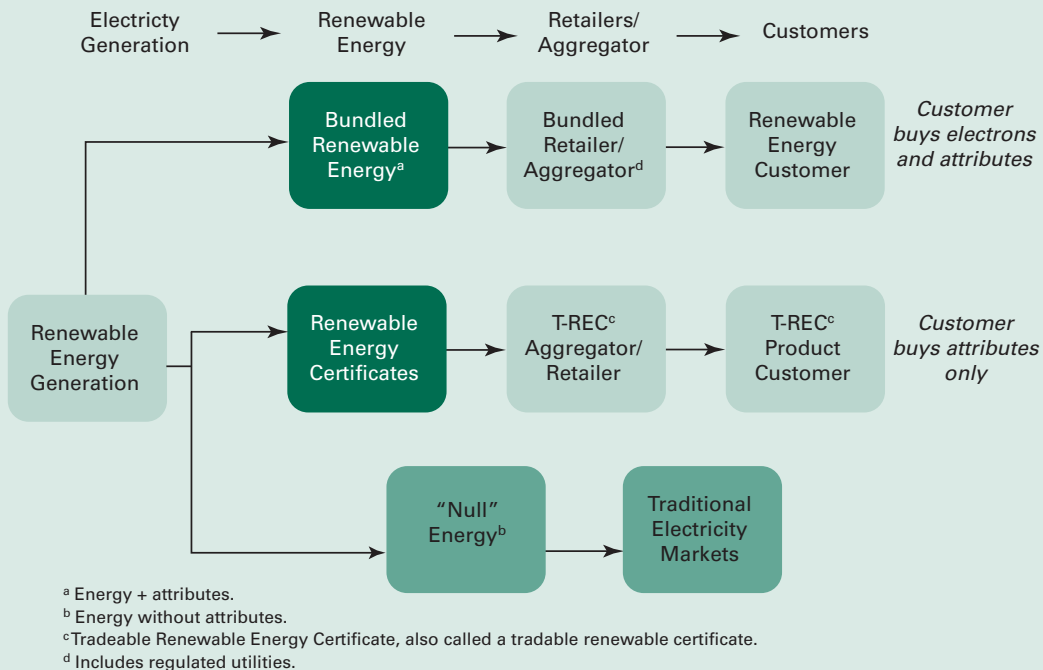 Electricty
Generation
Renewable
Energy
Retailers/
Aggregator
Customers
Bundled
Renewable
Energyᵃ
Bundled
Retailer/
Aggregatorᵈ
Renewable
Energy
Customer
Customer
buys electrons
and attributes
Renewable
Energy
Generation
Renewable
Energy
Certificates
T-RECᶜ
Aggregator/
Retailer
T-RECᶜ
Product
Customer
Customer
buys attributes
only
“Null”
Energyᵇ
Traditional
Electricity
Markets
ᵃ Energy + attributes.
ᵇ Energy without attributes.
ᶜ Tradeable Renewable Energy Certificate, also called a tradable renewable certificate.
ᵈ Includes regulated utilities.